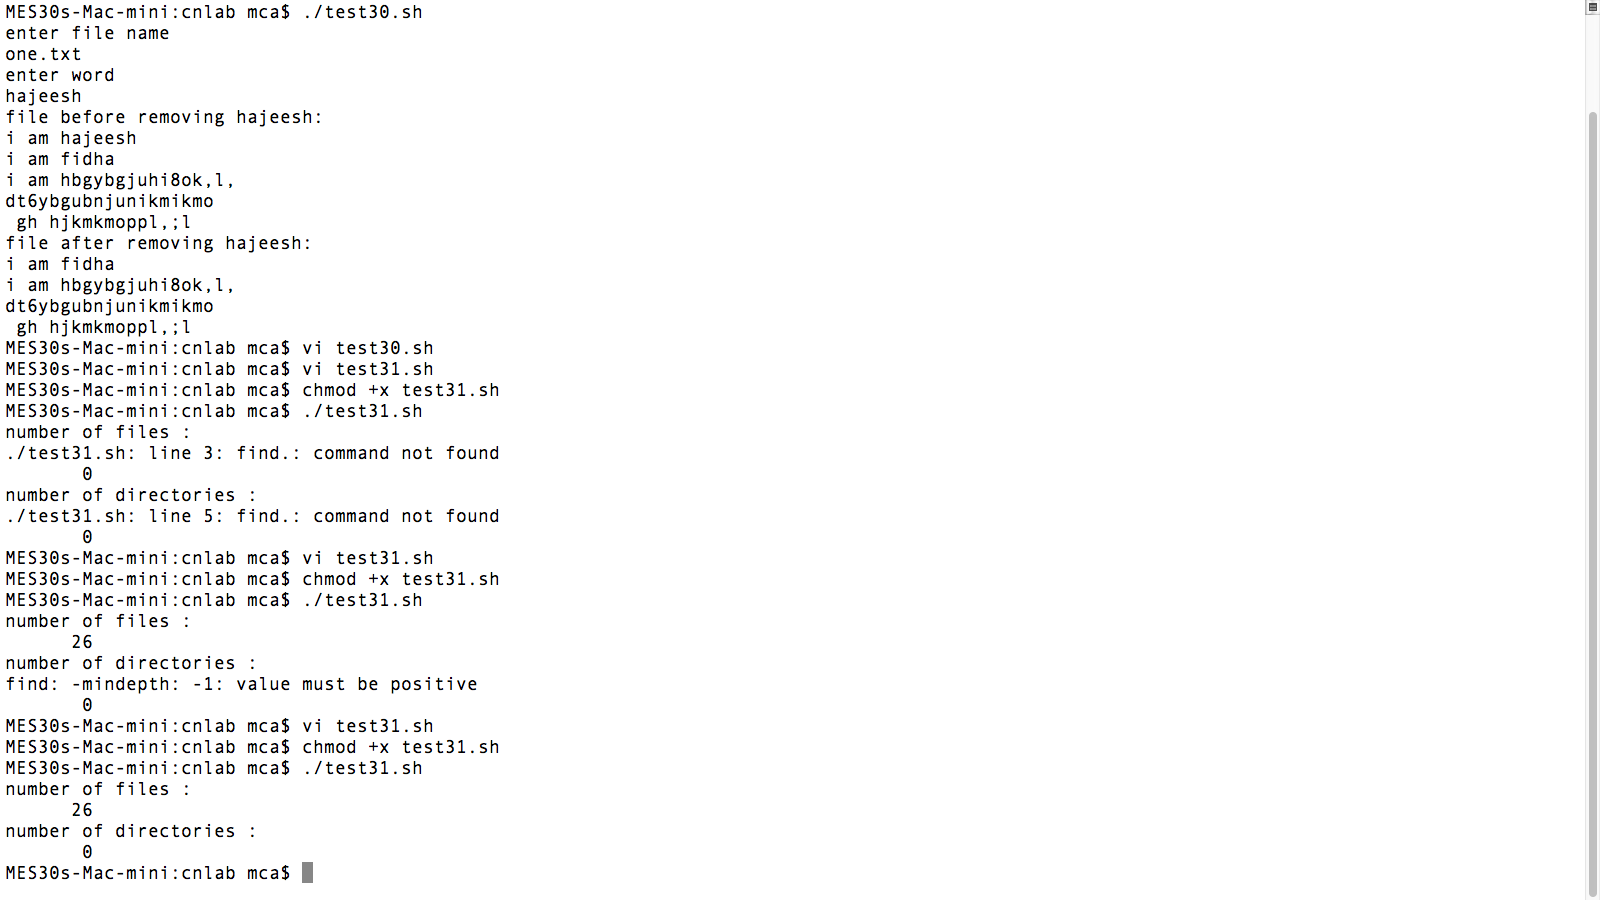 MES30s-Mac-mini:cnlab mca$ ./test30.sh
enter file name
one.txt
enter word
hajeesh
file before removing hajeesh:
i am hajeesh
i am fidha
i am hbgybgjuhi8ok,l,
dt6ybgubnjunikmikmo
 gh hjkmkmoppl,;l
file after removing hajeesh:
i am fidha
i am hbgybgjuhi8ok,l,
dt6ybgubnjunikmikmo
 gh hjkmkmoppl,;l
MES30s-Mac-mini:cnlab mca$ vi test30.sh
MES30s-Mac-mini:cnlab mca$ vi test31.sh
MES30s-Mac-mini:cnlab mca$ chmod +x test31.sh
MES30s-Mac-mini:cnlab mca$ ./test31.sh
number of files :
./test31.sh: line 3: find.: command not found
       0
number of directories :
./test31.sh: line 5: find.: command not found
       0
MES30s-Mac-mini:cnlab mca$ vi test31.sh
MES30s-Mac-mini:cnlab mca$ chmod +x test31.sh
MES30s-Mac-mini:cnlab mca$ ./test31.sh
number of files :
      26
number of directories :
find: -mindepth: -1: value must be positive
       0
MES30s-Mac-mini:cnlab mca$ vi test31.sh
MES30s-Mac-mini:cnlab mca$ chmod +x test31.sh
MES30s-Mac-mini:cnlab mca$ ./test31.sh
number of files :
      26
number of directories :
       0
MES30s-Mac-mini:cnlab mca$